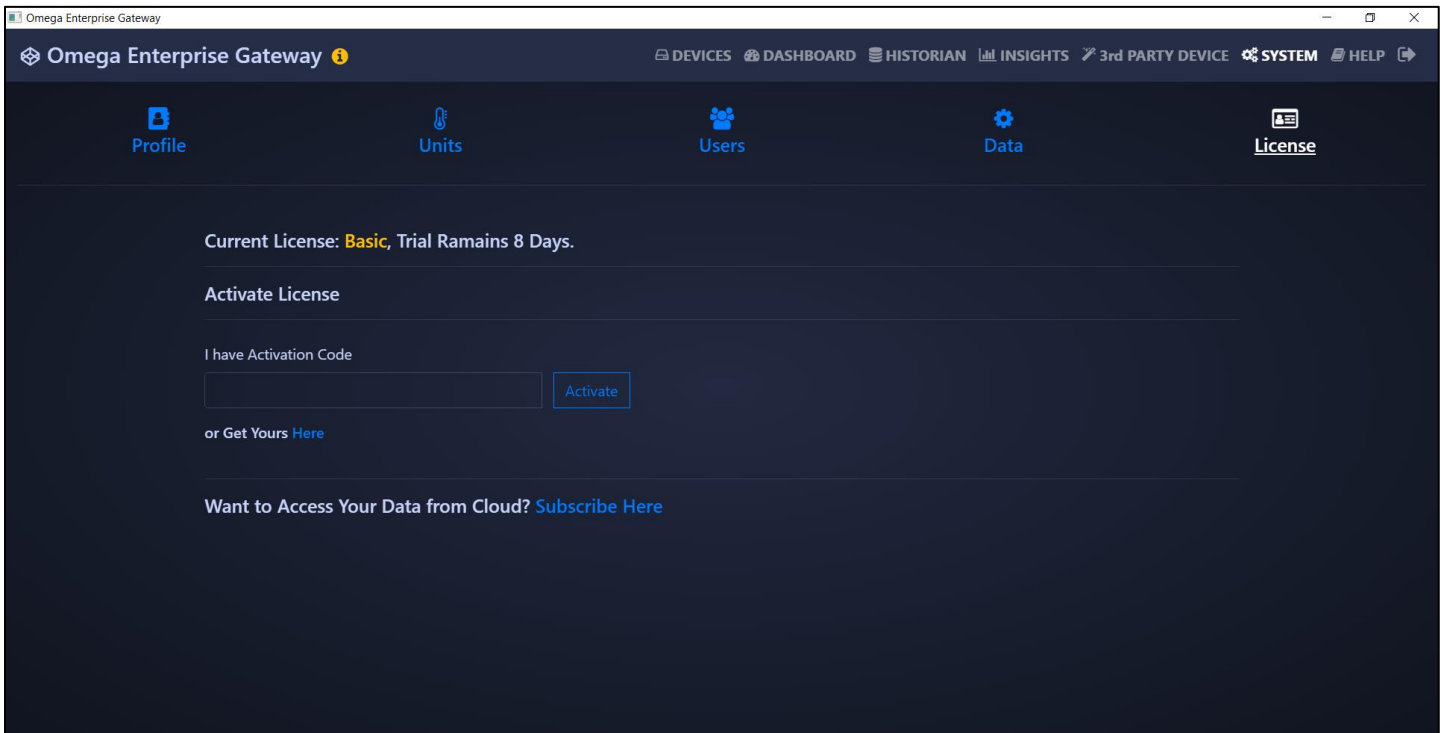 Omega Enterprise Gateway
Omega Enterprise Gateway
DEVICES DASHBOARD HISTORIAN INSIGHTS 3rd PARTY DEVICE SYSTEM HELP
Profile Units Users Data License
Current License: Basic, Trial Ramains 8 Days.
Activate License
I have Activation Code
Activate
or Get Yours Here
Want to Access Your Data from Cloud? Subscribe Here